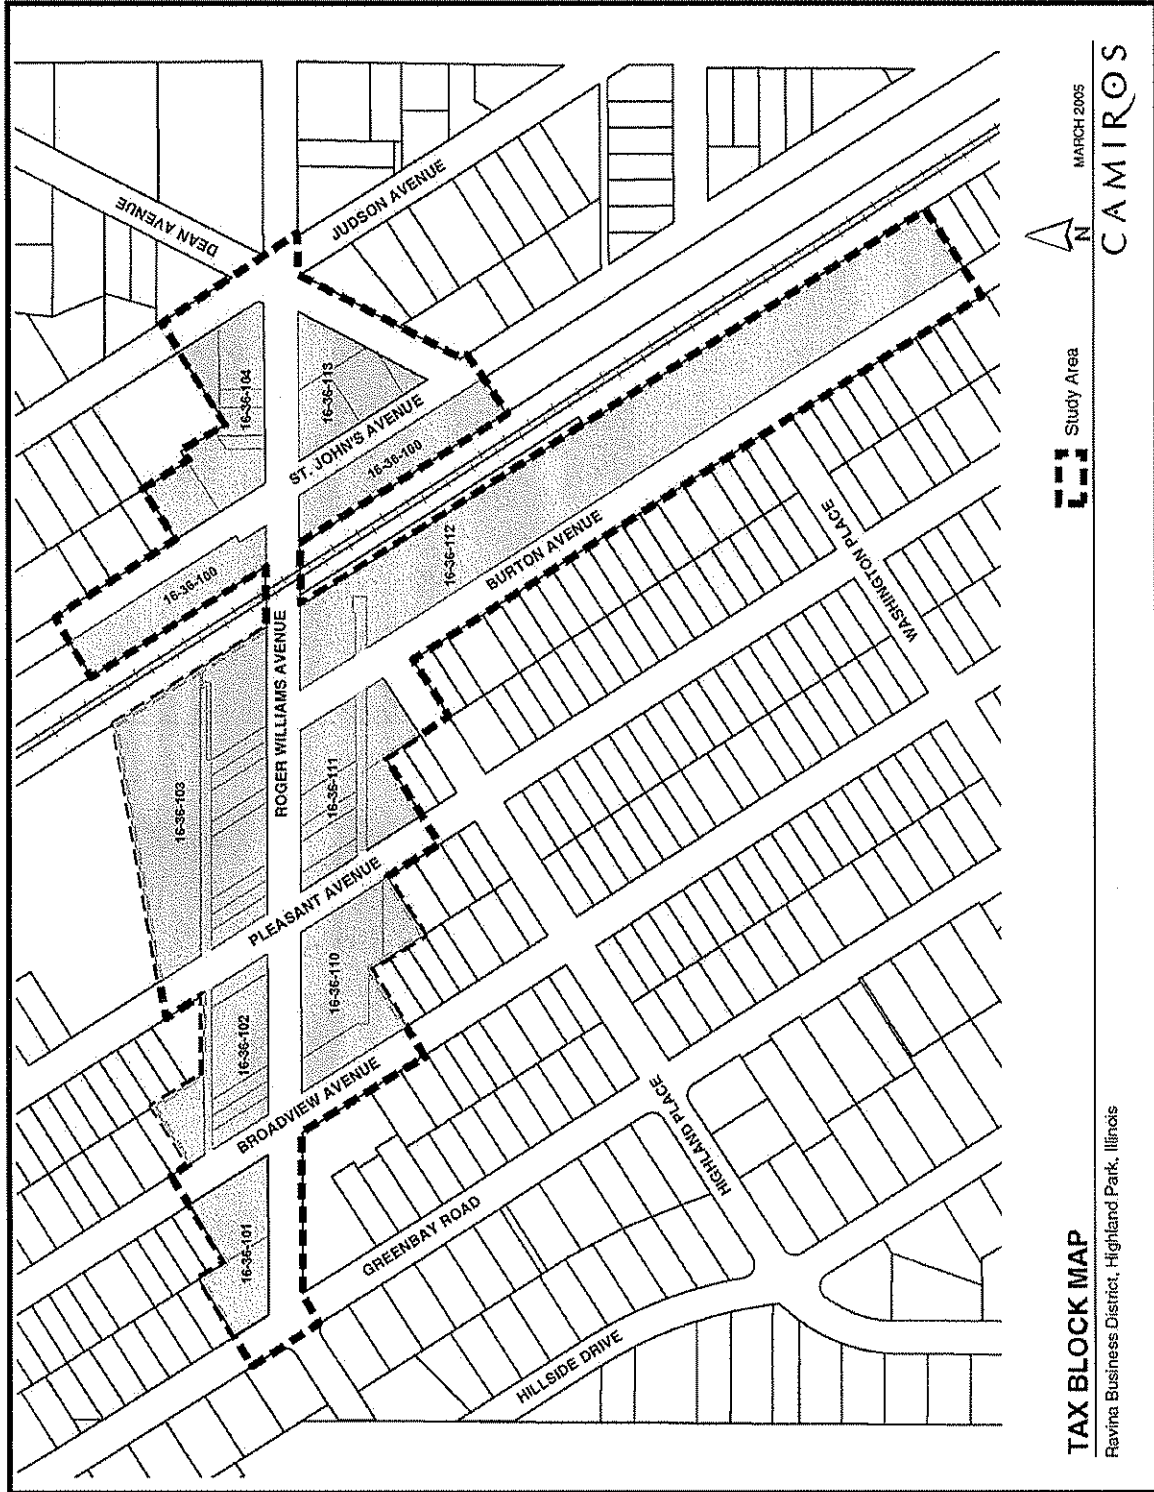 DEAN AVENUE
JUDSON AVENUE
16-36-104
16-36-113
ST. JOHN'S AVENUE
16-36-100
16-36-100
16-36-112
BURTON AVENUE
WASHINGTON PLACE
16-36-103
ROGER WILLIAMS AVENUE
16-36-111
PLEASANT AVENUE
16-36-102
16-36-110
BROADVIEW AVENUE
16-36-101
GREENBAY ROAD
HIGHLAND PLACE
HILLSIDE DRIVE
TAX BLOCK MAP
Ravina Business District, Highland Park, Illinois
Study Area
N
MARCH 2005
CAMIROS